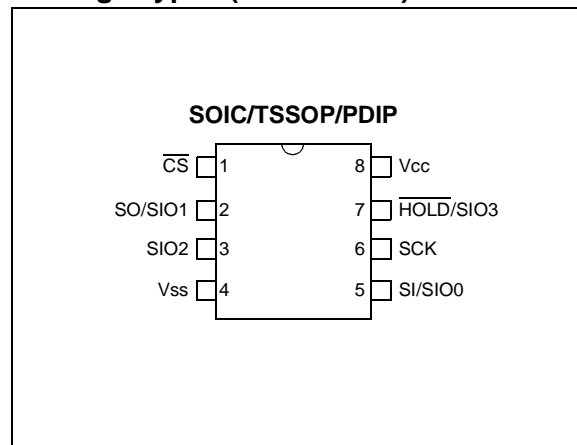 SOIC/TSSOP/PDIP
CS 1 8 Vcc
SO/SIO1 2 7 HOLD/SIO3
SIO2 3 6 SCK
Vss 4 5 SI/SIO0